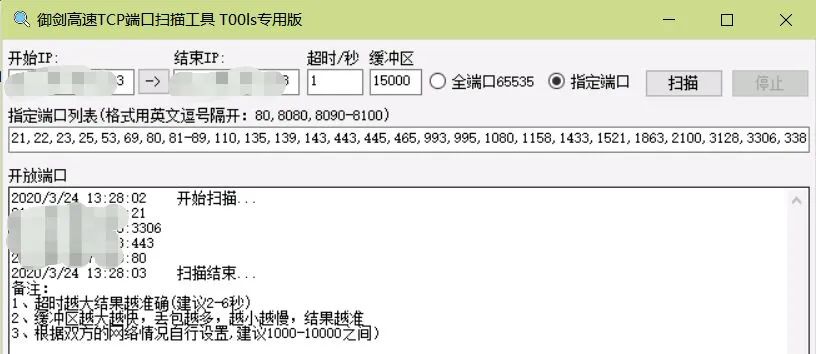 御剑高速TCP端口扫描工具 T00ls专用版
开始IP: 结束IP: 超时/秒 缓冲区
3 -> 3 1 15000 全端口65535 指定端口 扫描 停止
指定端口列表(格式用英文逗号隔开：80,8080,8090-8100)
21,22,23,25,53,69,80,81-89,110,135,139,143,443,445,465,993,995,1080,1158,1433,1521,1863,2100,3128,3306,338
开放端口
2020/3/24 13:28:02 开始扫描...
:21
:3306
3:443
:80
2020/3/24 13:28:03 扫描结束...
备注：
1、超时越大结果越准确(建议2-6秒)
2、缓冲区越大越快，丢包越多，越小越慢，结果越准
3、根据双方的网络情况自行设置,建议1000-10000之间)